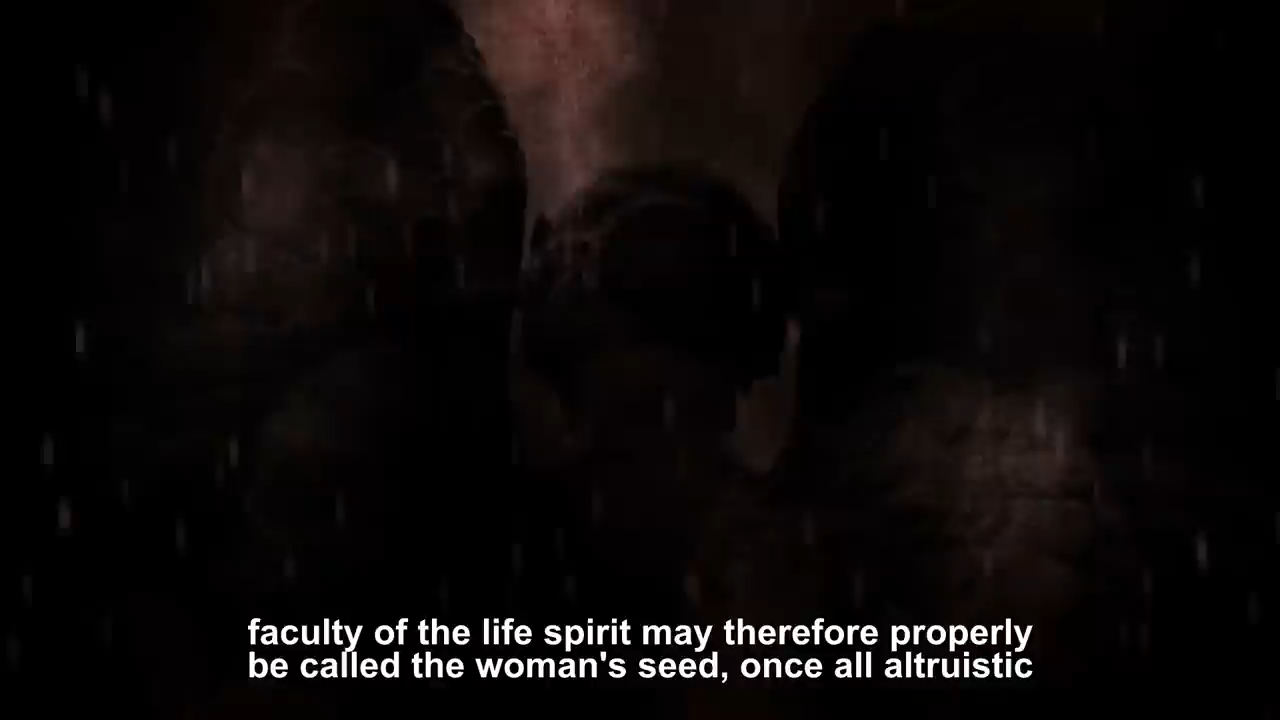 faculty of the life spirit may therefore properly
be called the woman's seed, once all altruistic